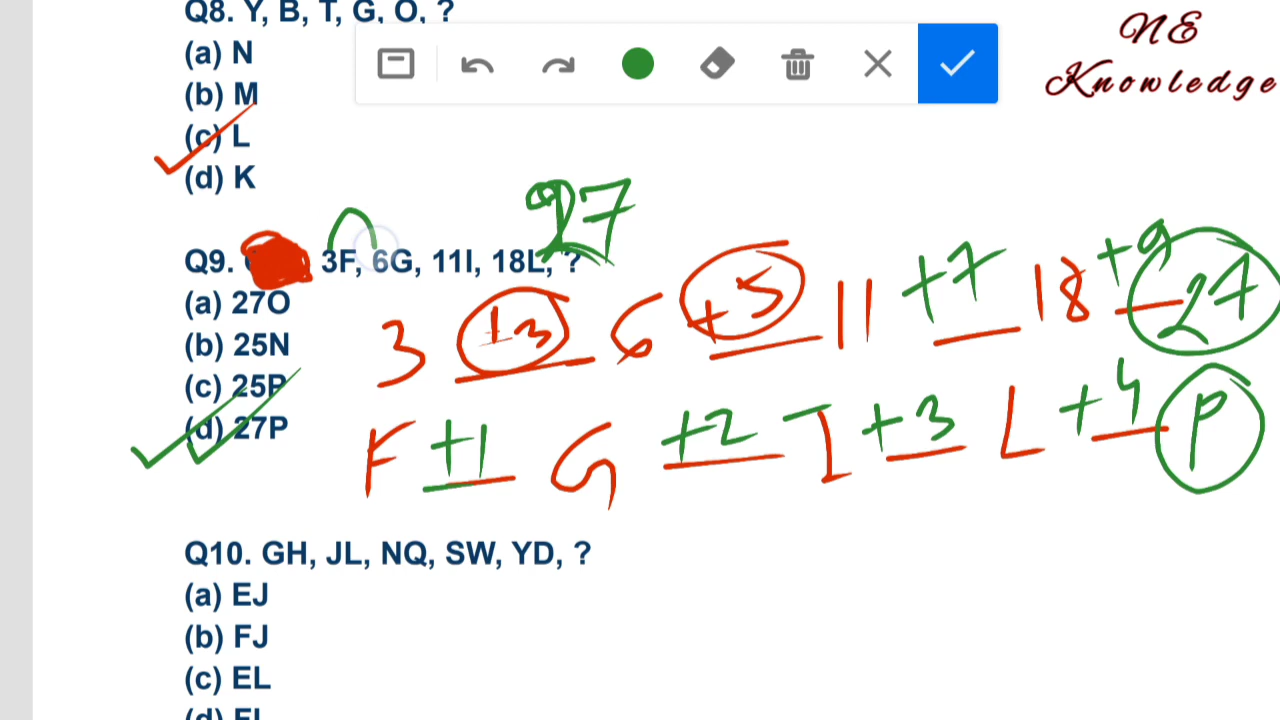 Q8. Y, B, T, G, O, ?
(a) N
(b) M
(c) L
(d) K
NE
Knowledge
27
Q9. 3F, 6G, 11I, 18L, ?
(a) 27O
(b) 25N
(c) 25P
(d) 27P
3 +3 6 +5 11 +7 18 +9 27
F +1 G +2 I +3 L +4 P
Q10. GH, JL, NQ, SW, YD, ?
(a) EJ
(b) FJ
(c) EL